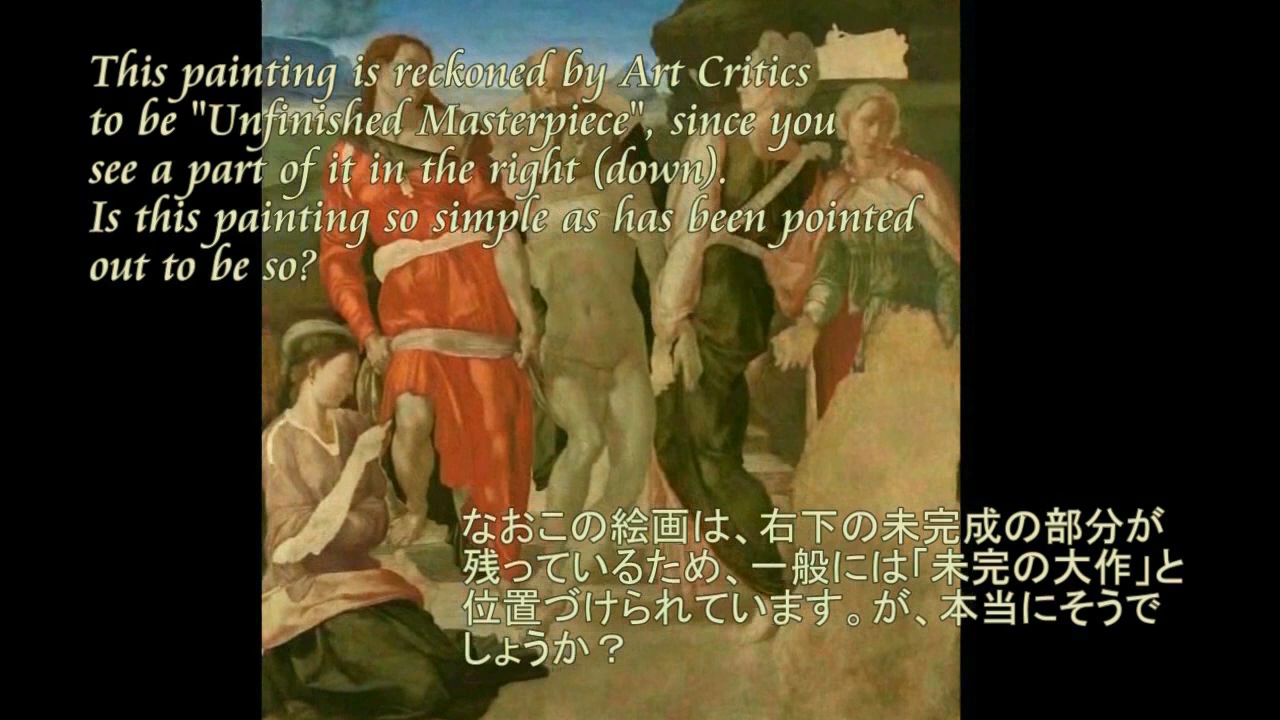 This painting is reckoned by Art Critics
to be "Unfinished Masterpiece", since you
see a part of it in the right (down).
Is this painting so simple as has been pointed
out to be so?
なおこの絵画は、右下の未完成の部分が
残っているため、一般には「未完の大作」と
位置づけられています。が、本当にそうで
しょうか？